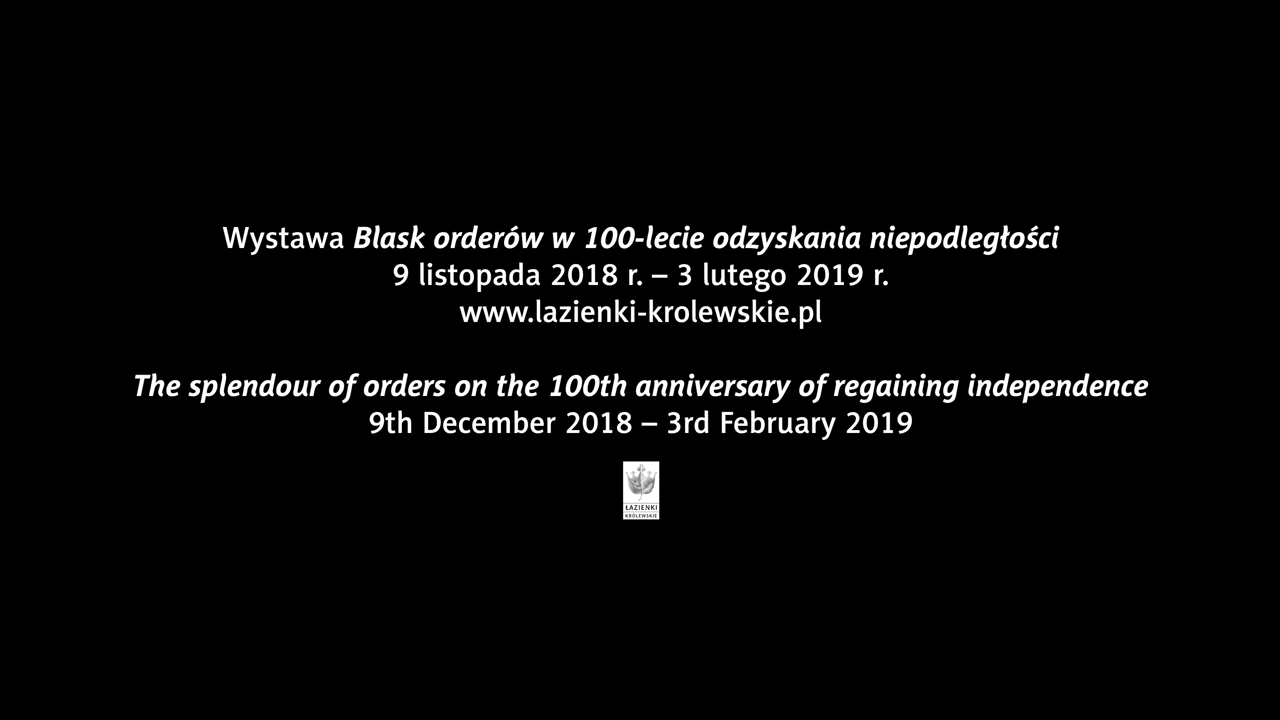 Wystawa Blask orderów w 100-lecie odzyskania niepodległości
9 listopada 2018 r. – 3 lutego 2019 r.
www.lazienki-krolewskie.pl
The splendour of orders on the 100th anniversary of regaining independence
9th December 2018 – 3rd February 2019
ŁAZIENKI
KRÓLEWSKIE